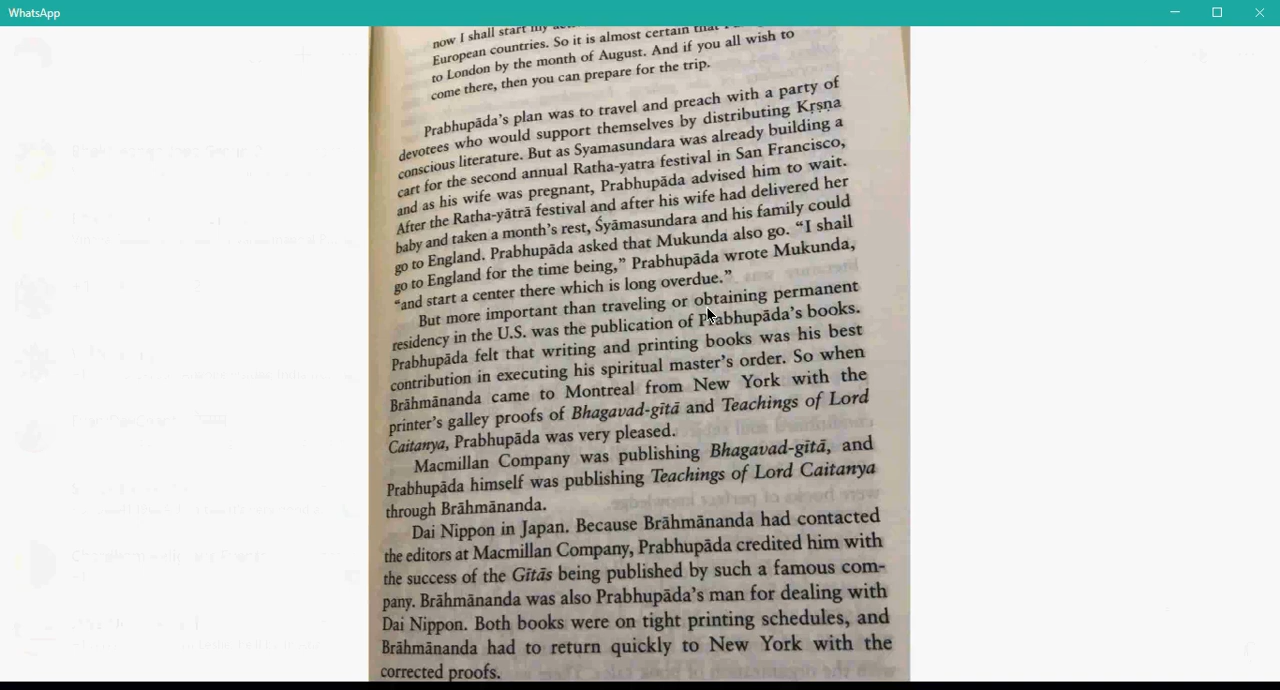 WhatsApp
now I shall start my
European countries. So it is almost certain that
to London by the month of August. And if you all wish to
come there, then you can prepare for the trip.
Prabhupāda's plan was to travel and preach with a party of
devotees who would support themselves by distributing Kṛṣṇa
conscious literature. But as Syamasundara was already building a
cart for the second annual Ratha-yatra festival in San Francisco,
and as his wife was pregnant, Prabhupāda advised him to wait.
After the Ratha-yātrā festival and after his wife had delivered her
baby and taken a month's rest, Śyāmasundara and his family could
go to England. Prabhupāda asked that Mukunda also go. "I shall
go to England for the time being," Prabhupāda wrote Mukunda,
"and start a center there which is long overdue."
But more important than traveling or obtaining permanent
residency in the U.S. was the publication of Prabhupāda's books.
Prabhupāda felt that writing and printing books was his best
contribution in executing his spiritual master's order. So when
Brāhmānanda came to Montreal from New York with the
printer's galley proofs of Bhagavad-gītā and Teachings of Lord
Caitanya, Prabhupāda was very pleased.
Macmillan Company was publishing Bhagavad-gītā, and
Prabhupāda himself was publishing Teachings of Lord Caitanya
through Brāhmānanda.
Dai Nippon in Japan. Because Brāhmānanda had contacted
the editors at Macmillan Company, Prabhupāda credited him with
the success of the Gītās being published by such a famous com-
pany. Brāhmānanda was also Prabhupāda's man for dealing with
Dai Nippon. Both books were on tight printing schedules, and
Brāhmānanda had to return quickly to New York with the
corrected proofs.